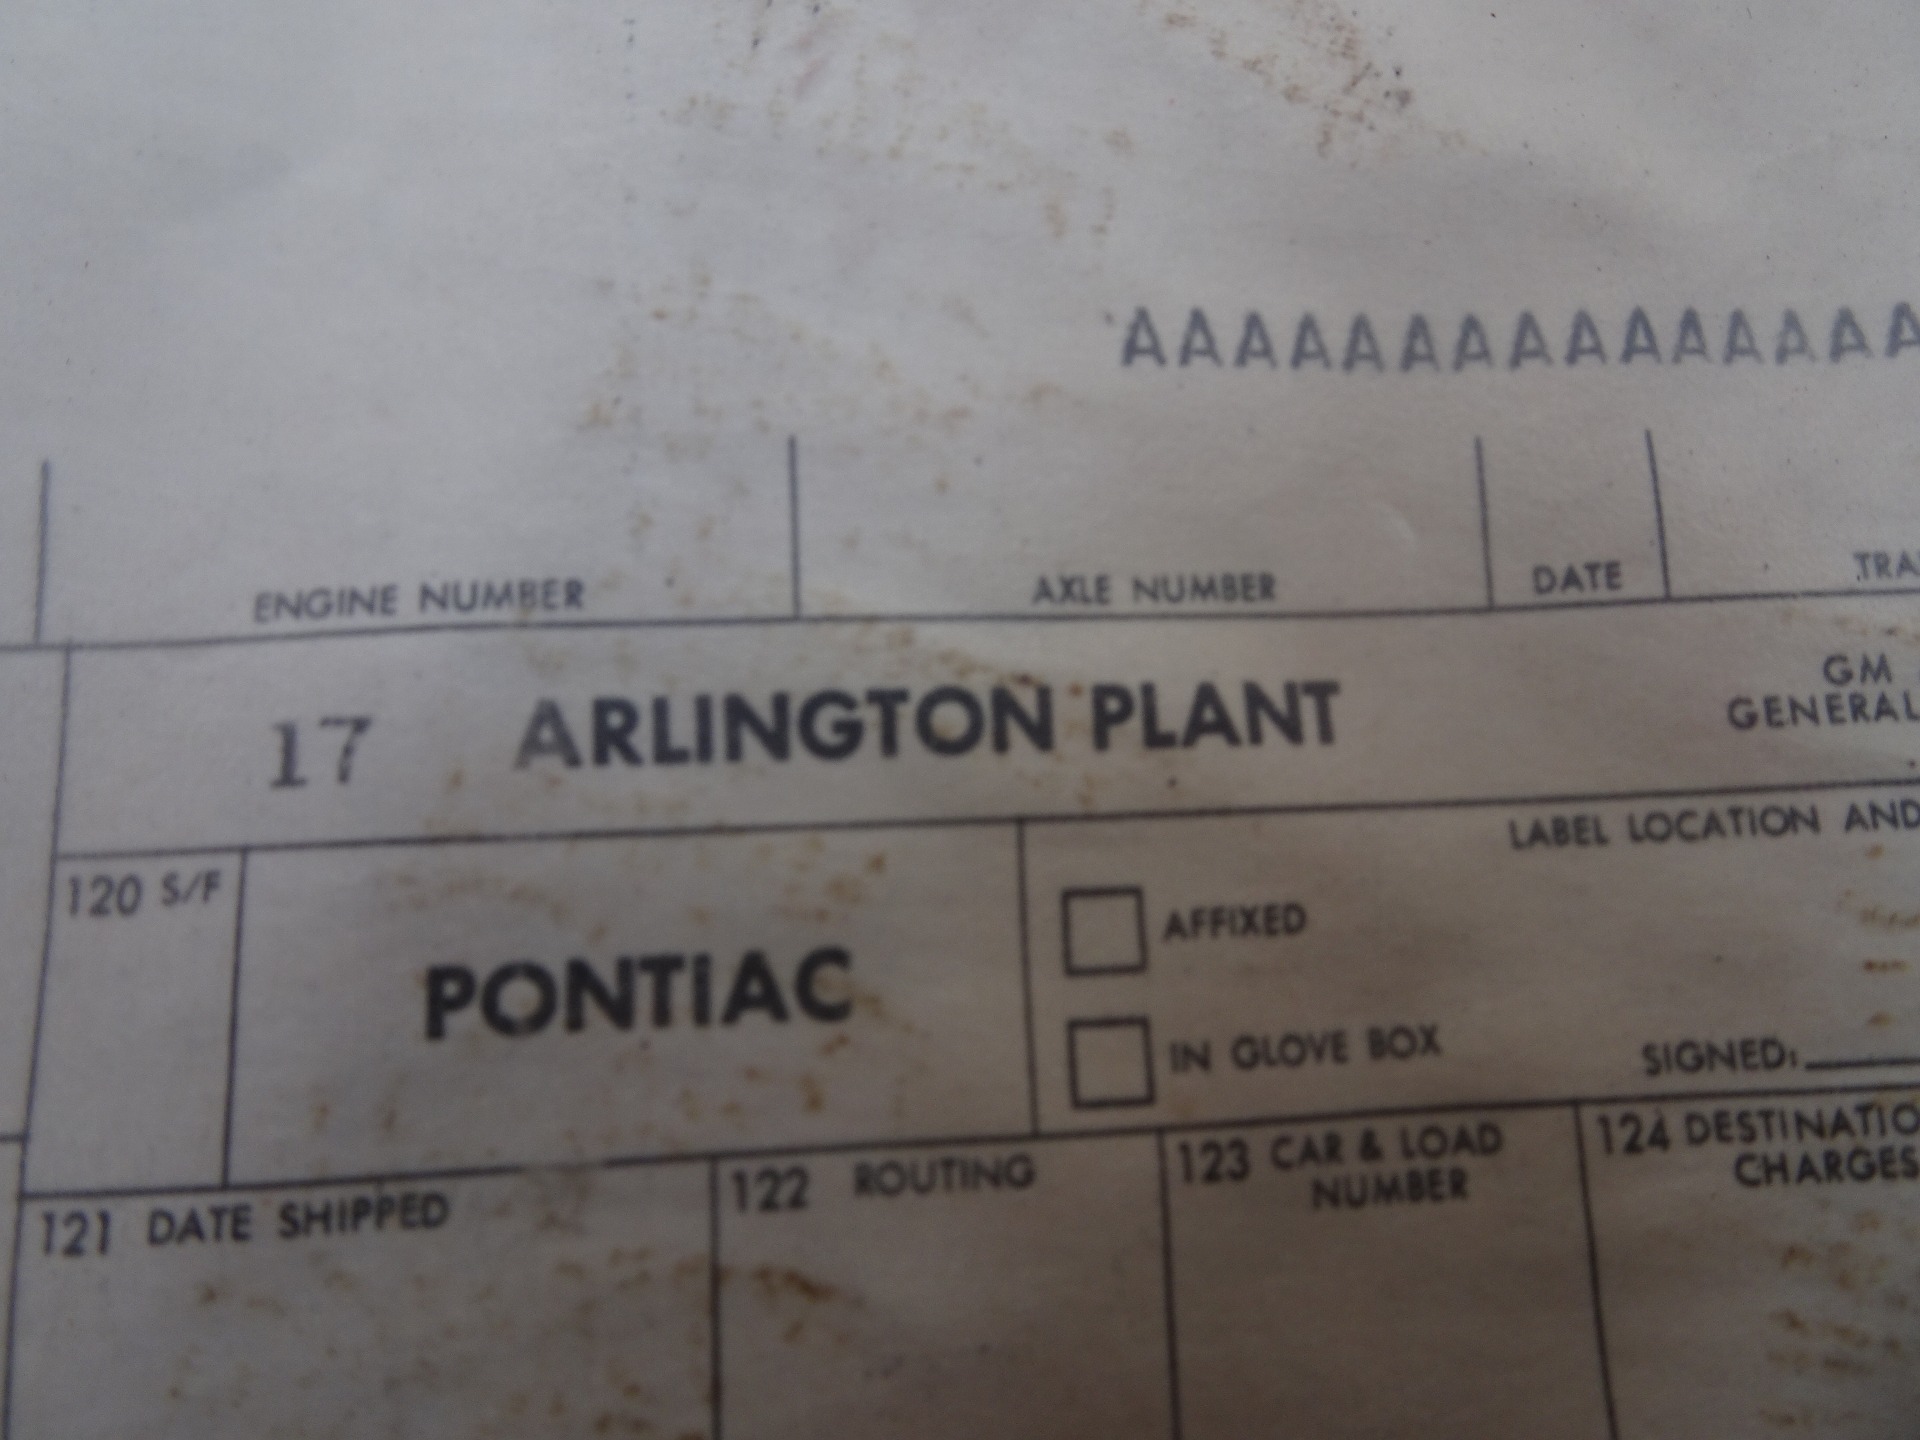 AAAAAAAAAAAAAAA
ENGINE NUMBER AXLE NUMBER DATE TRA
17 ARLINGTON PLANT
GM
GENERAL
LABEL LOCATION AND
120 S/F
PONTIAC
AFFIXED
IN GLOVE BOX
SIGNED:
121 DATE SHIPPED
122 ROUTING
123 CAR & LOAD
NUMBER
124 DESTINATIO
CHARGES